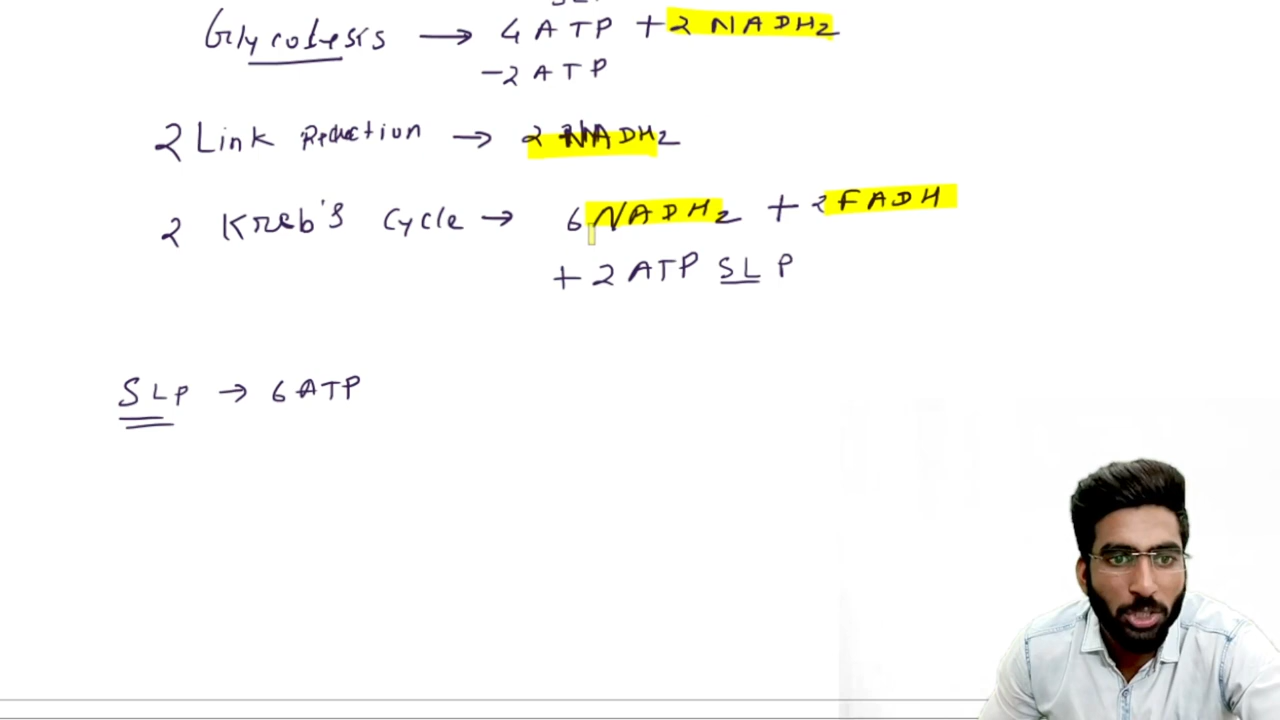 Glycolysis → 4 ATP + 2 NADH2
-2 ATP
2 Link Reaction → 2 NADH2
2 Kreb's Cycle → 6 NADH2 + 2 FADH
+ 2 ATP SLP
SLP → 6 ATP